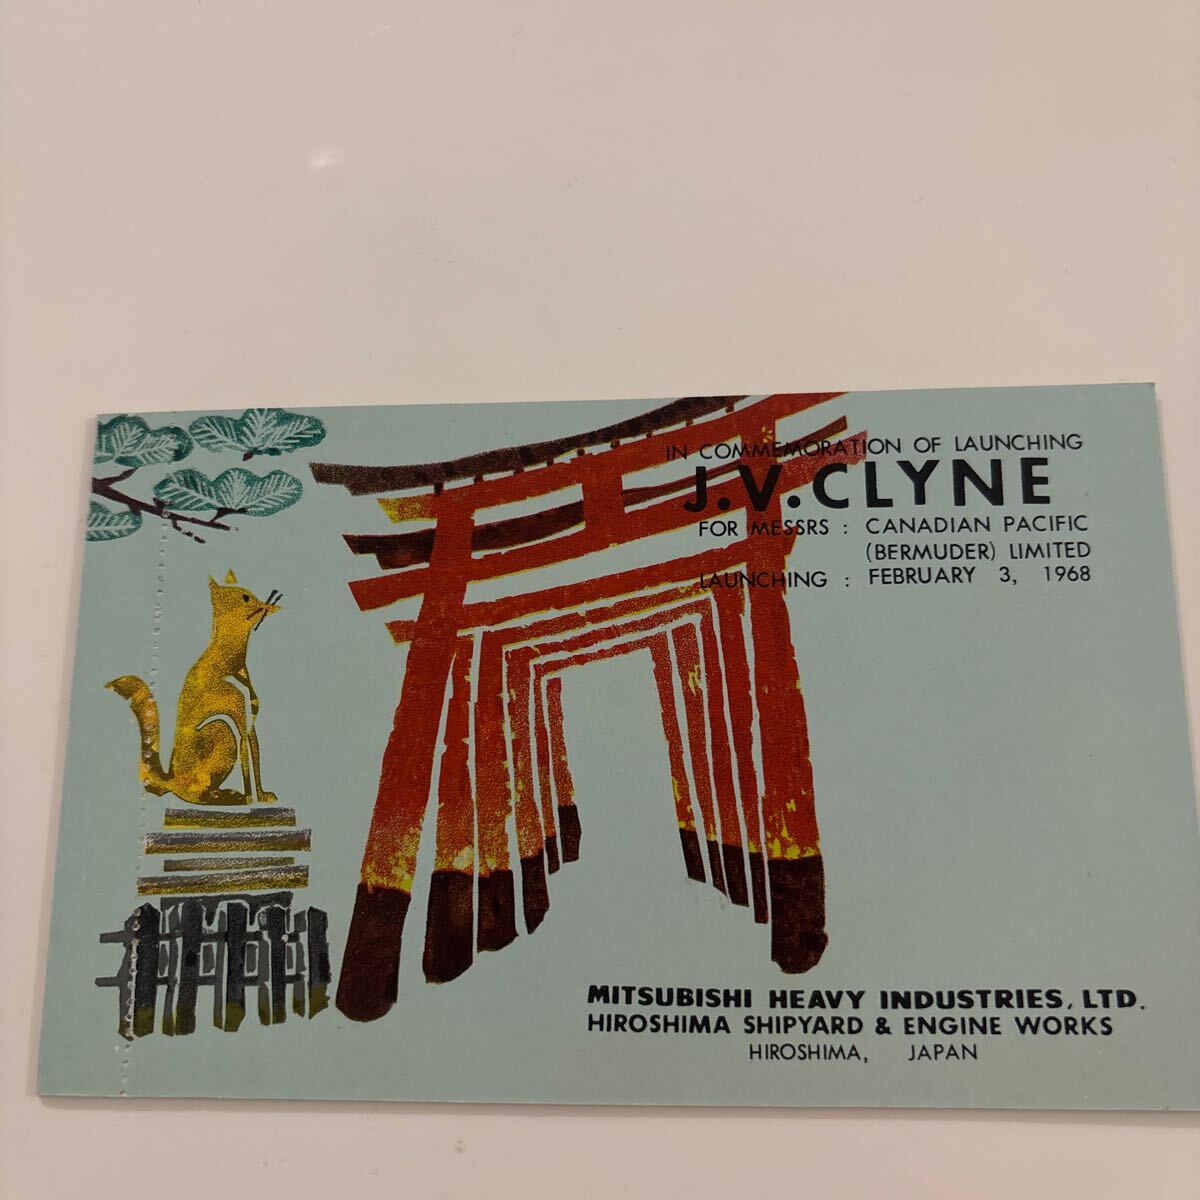 IN COMMEMORATION OF LAUNCHING
J.V.CLYNE
FOR MESSRS : CANADIAN PACIFIC
(BERMUDER) LIMITED
LAUNCHING : FEBRUARY 3, 1968
MITSUBISHI HEAVY INDUSTRIES, LTD.
HIROSHIMA SHIPYARD & ENGINE WORKS
HIROSHIMA, JAPAN